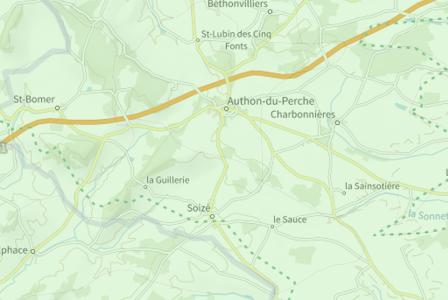 Béthonvilliers
St-Lubin des Cinq
Fonts
St-Bomer
Authon-du-Perche
Charbonnières
la Guillerie
la Sainsotière
Soizé
la Sonnet
le Sauce
phace